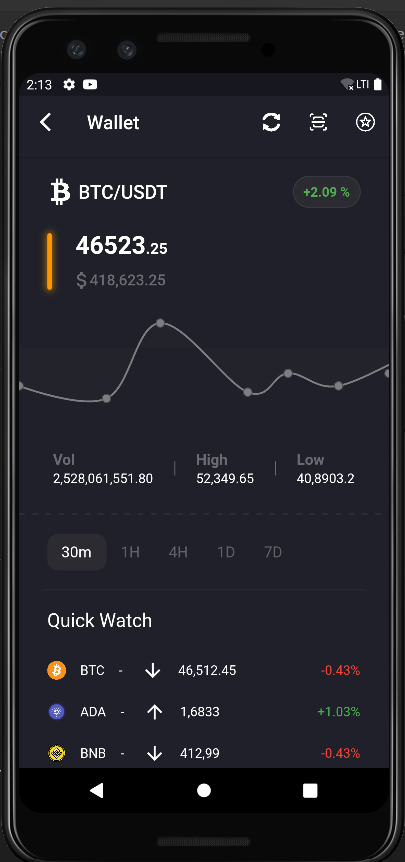 2:13 LTI
Wallet
BTC/USDT +2.09 %
46523.25
$ 418,623.25
Vol High Low
2,528,061,551.80 52,349.65 40,8903.2
30m 1H 4H 1D 7D
Quick Watch
BTC - 46,512.45 -0.43%
ADA - 1,6833 +1.03%
BNB - 412,99 -0.43%